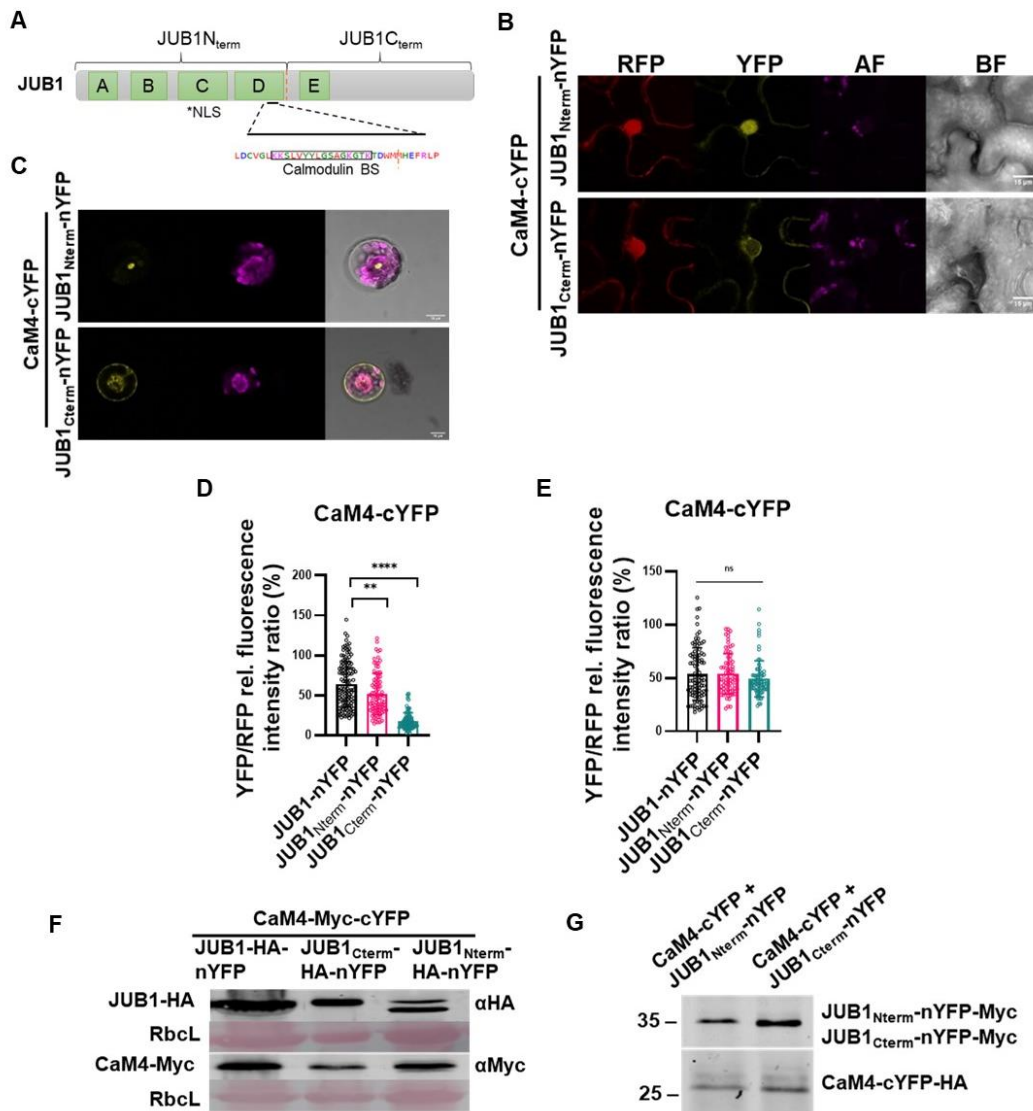 A
JUB1Nterm
JUB1Cterm
JUB1
A
B
C
D
E
*NLS
Calmodulin BS
B
RFP
YFP
AF
BF
CaM4-cYFP
JUB1Nterm-nYFP
JUB1Cterm-nYFP
C
CaM4-cYFP
JUB1Nterm-nYFP
JUB1Cterm-nYFP
D
CaM4-cYFP
YFP/RFP rel. fluorescence
intensity ratio (%)
200
150
100
50
0
****
**
JUB1-nYFP
JUB1Nterm-nYFP
JUB1Cterm-nYFP
E
CaM4-cYFP
YFP/RFP rel. fluorescence
intensity ratio (%)
150
100
50
0
ns
JUB1-nYFP
JUB1Nterm-nYFP
JUB1Cterm-nYFP
F
CaM4-Myc-cYFP
JUB1-HA-
nYFP
JUB1Cterm-
HA-nYFP
JUB1Nterm-
HA-nYFP
JUB1-HA
αHA
RbcL
CaM4-Myc
αMyc
RbcL
G
CaM4-cYFP +
JUB1Nterm-nYFP
CaM4-cYFP +
JUB1Cterm-nYFP
35
JUB1Nterm-nYFP-Myc
JUB1Cterm-nYFP-Myc
25
CaM4-cYFP-HA